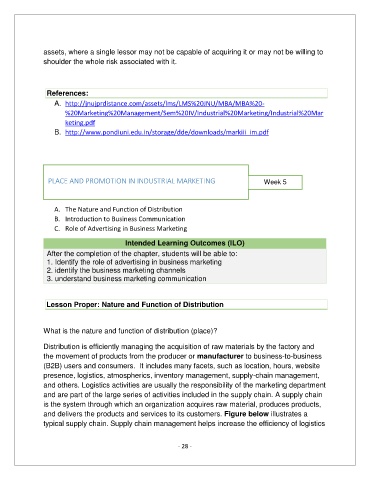 assets, where a single lessor may not be capable of acquiring it or may not be willing to
shoulder the whole risk associated with it.
References:
A. http://jnujprdistance.com/assets/lms/LMS%20JNU/MBA/MBA%20-
%20Marketing%20Management/Sem%20IV/Industrial%20Marketing/Industrial%20Mar
keting.pdf
B. http://www.pondiuni.edu.in/storage/dde/downloads/markiii_im.pdf
PLACE AND PROMOTION IN INDUSTRIAL MARKETING
Week 5
A. The Nature and Function of Distribution
B. Introduction to Business Communication
C. Role of Advertising in Business Marketing
Intended Learning Outcomes (ILO)
After the completion of the chapter, students will be able to:
1. Identify the role of advertising in business marketing
2. identify the business marketing channels
3. understand business marketing communication
Lesson Proper: Nature and Function of Distribution
What is the nature and function of distribution (place)?
Distribution is efficiently managing the acquisition of raw materials by the factory and
the movement of products from the producer or manufacturer to business-to-business
(B2B) users and consumers. It includes many facets, such as location, hours, website
presence, logistics, atmospherics, inventory management, supply-chain management,
and others. Logistics activities are usually the responsibility of the marketing department
and are part of the large series of activities included in the supply chain. A supply chain
is the system through which an organization acquires raw material, produces products,
and delivers the products and services to its customers. Figure below illustrates a
typical supply chain. Supply chain management helps increase the efficiency of logistics
- 28 -